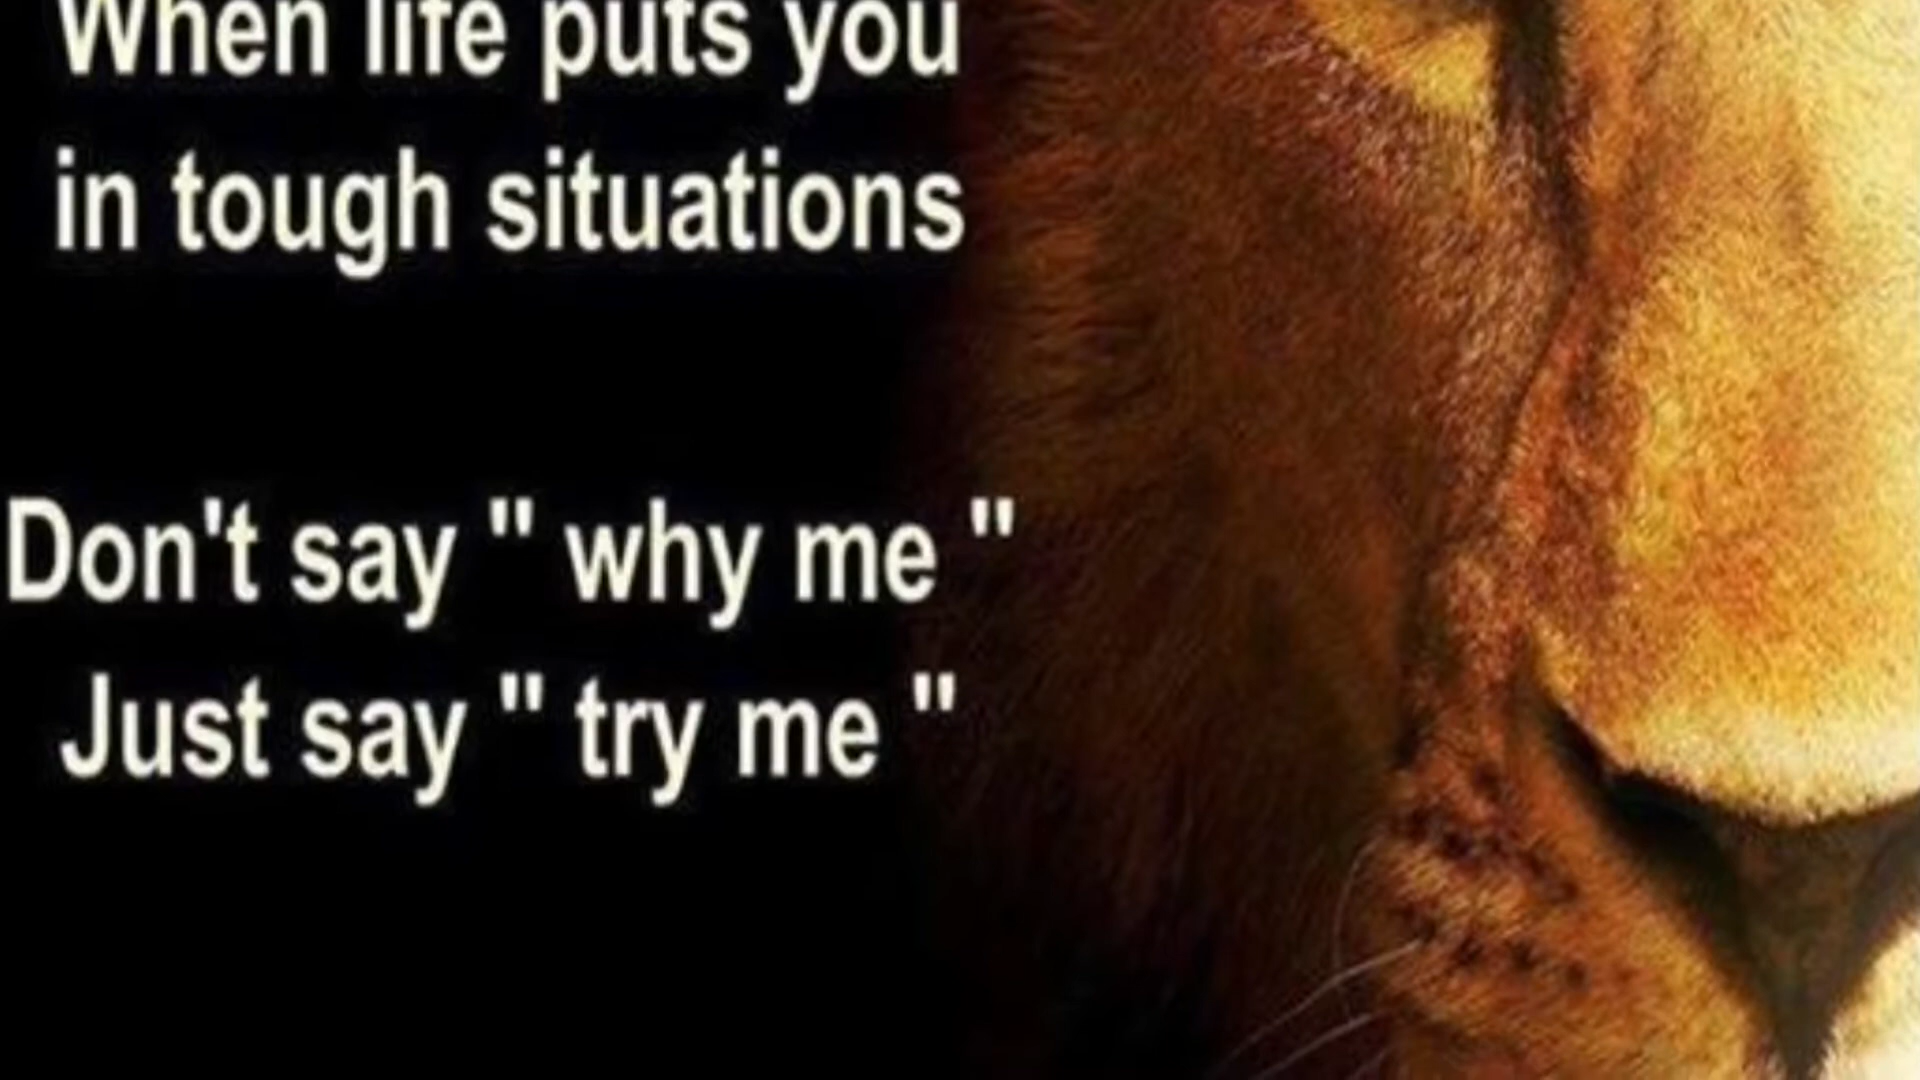 When life puts you
in tough situations
Don't say " why me "
Just say " try me "